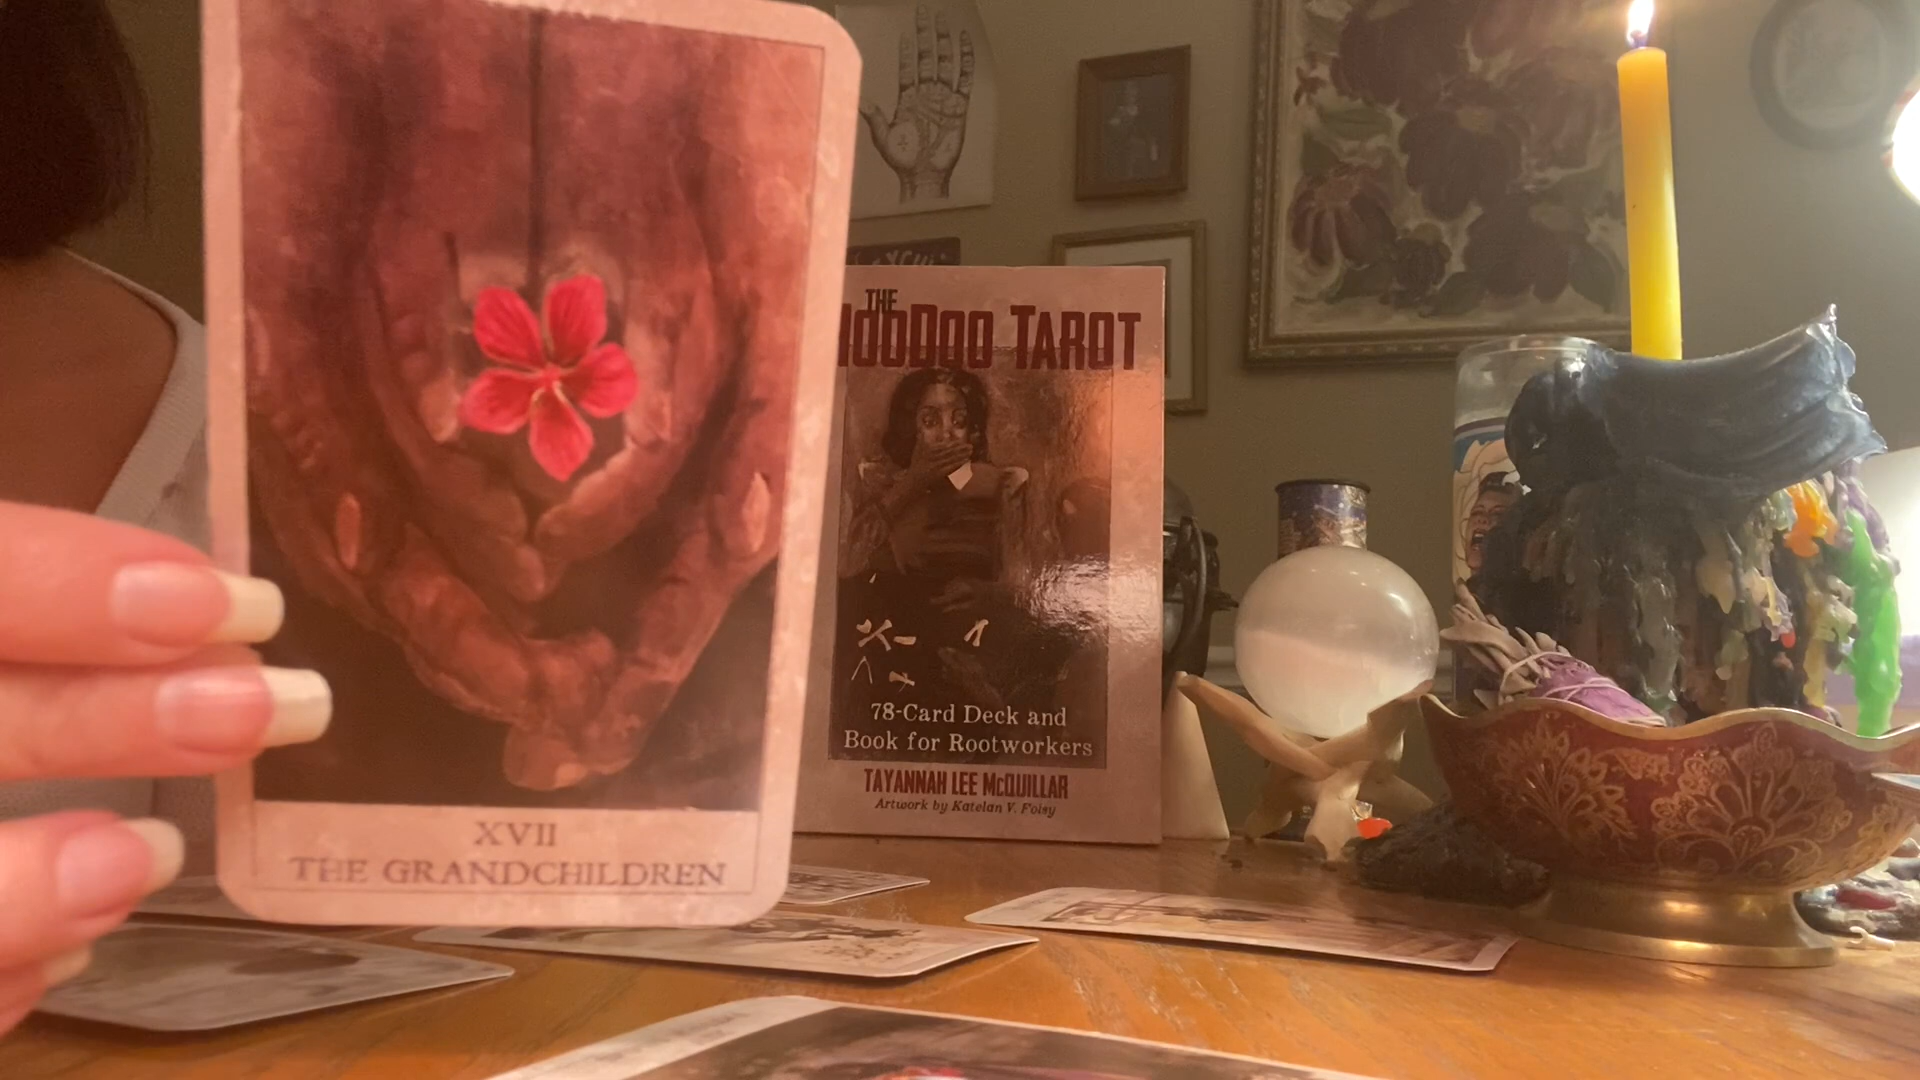 XVII
THE GRANDCHILDREN
THE
HOODOO TAROT
78-Card Deck and
Book for Rootworkers
TAYANNAH LEE McQUILLAR
Artwork by Katelan V. Foisy